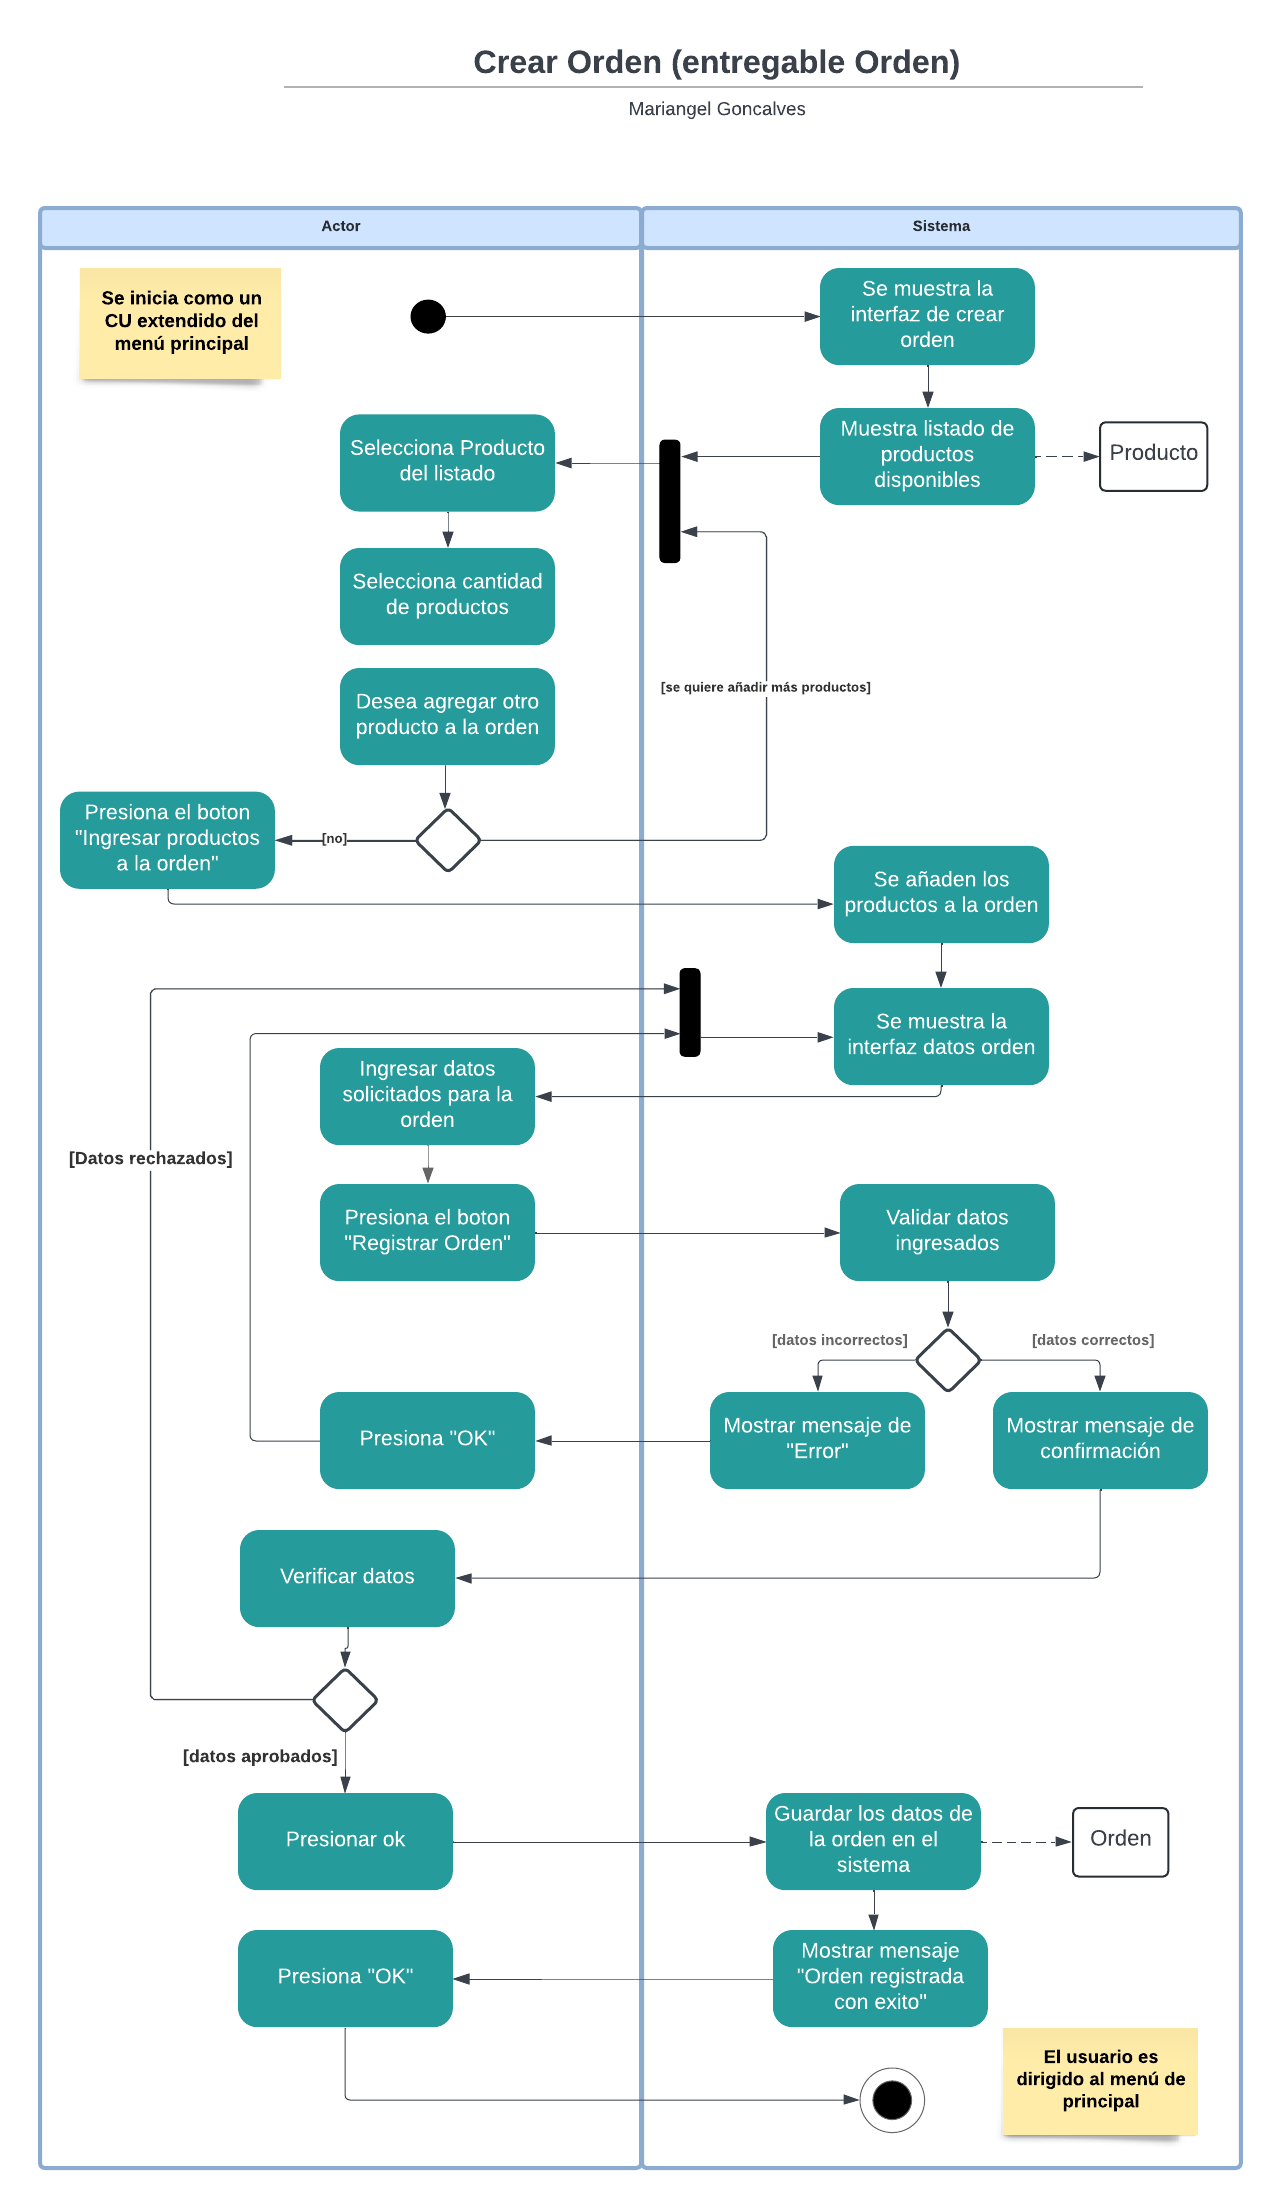 Crear Orden (entregable Orden)
Mariangel Goncalves
Actor
Sistema
Se inicia como un
CU extendido del
menú principal
Se muestra la
interfaz de crear
orden
Selecciona Producto
del listado
Muestra listado de
productos
disponibles
Producto
Selecciona cantidad
de productos
Desea agregar otro
producto a la orden
[se quiere añadir más productos]
Presiona el boton
"Ingresar productos
a la orden"
[no]
Se añaden los
productos a la orden
Se muestra la
interfaz datos orden
Ingresar datos
solicitados para la
orden
[Datos rechazados]
Presiona el boton
"Registrar Orden"
Validar datos
ingresados
[datos incorrectos]
[datos correctos]
Presiona "OK"
Mostrar mensaje de
"Error"
Mostrar mensaje de
confirmación
Verificar datos
[datos aprobados]
Presionar ok
Guardar los datos de
la orden en el
sistema
Orden
Presiona "OK"
Mostrar mensaje
"Orden registrada
con exito"
El usuario es
dirigido al menú de
principal